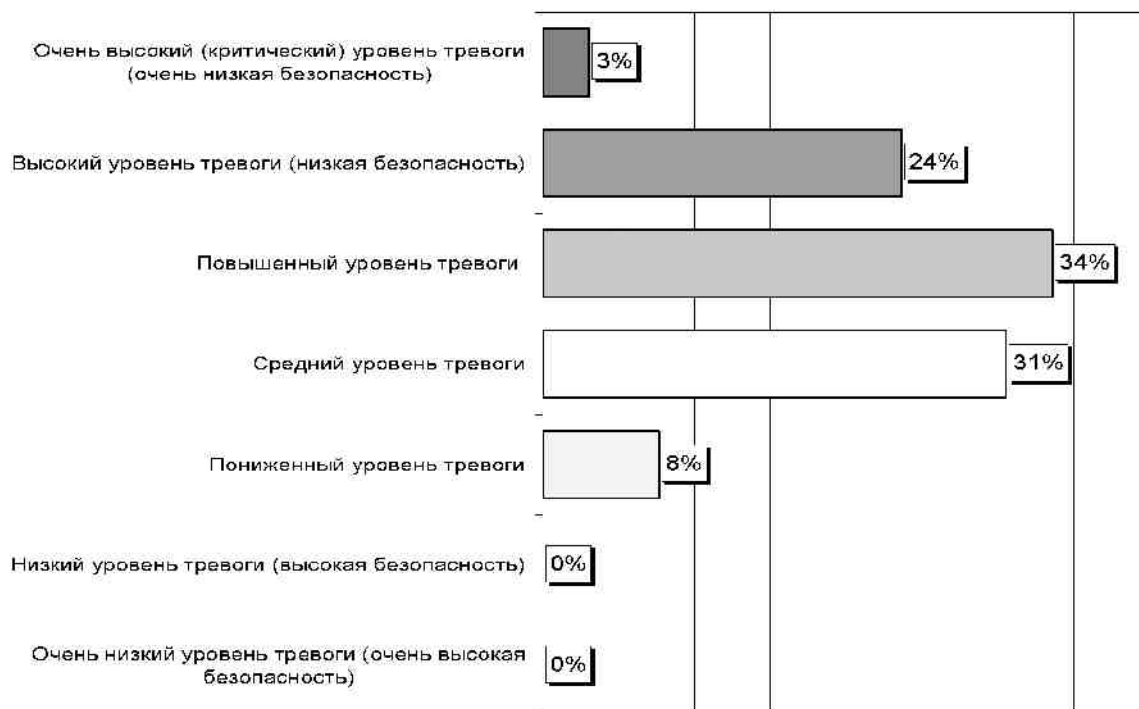 Очень высокий (критический) уровень тревоги
(очень низкая безопасность)
3%
Высокий уровень тревоги (низкая безопасность)
24%
Повышенный уровень тревоги
34%
Средний уровень тревоги
31%
Пониженный уровень тревоги
8%
Низкий уровень тревоги (высокая безопасность)
0%
Очень низкий уровень тревоги (очень высокая
безопасность)
0%